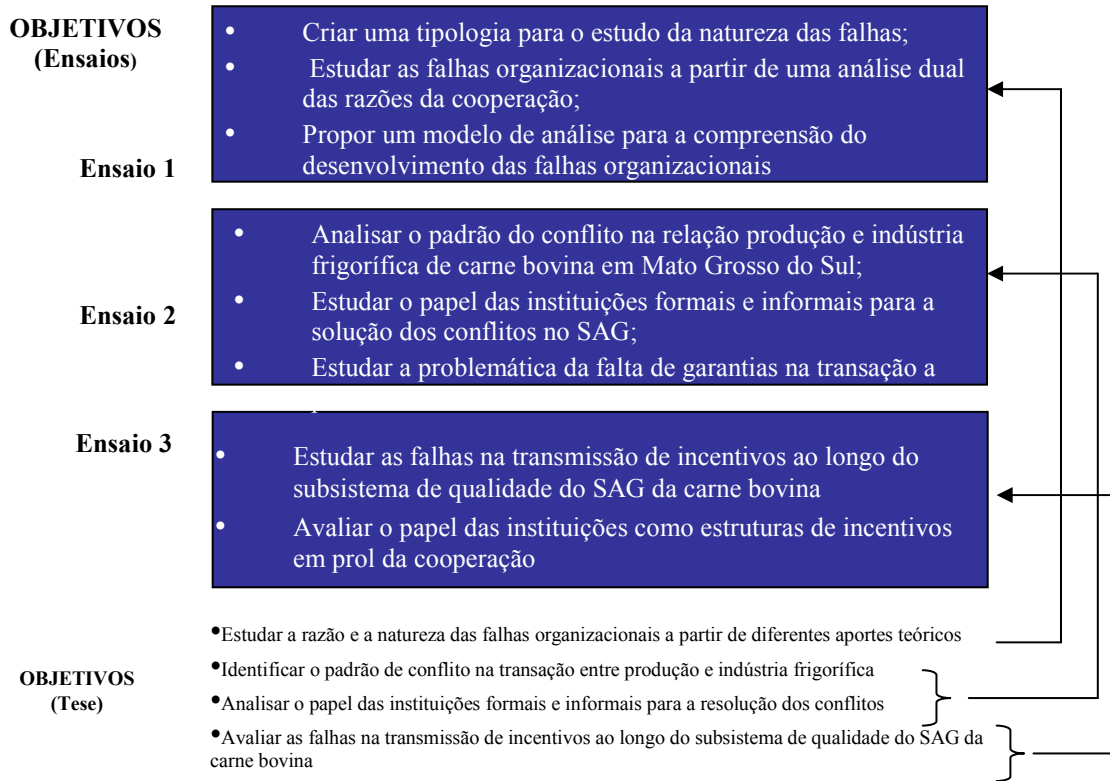 OBJETIVOS
(Ensaios)
• Criar uma tipologia para o estudo da natureza das falhas;
• Estudar as falhas organizacionais a partir de uma análise dual
das razões da cooperação;
• Propor um modelo de análise para a compreensão do
desenvolvimento das falhas organizacionais
Ensaio 1
• Analisar o padrão do conflito na relação produção e indústria
frigorífica de carne bovina em Mato Grosso do Sul;
• Estudar o papel das instituições formais e informais para a
solução dos conflitos no SAG;
• Estudar a problemática da falta de garantias na transação a
Ensaio 2
Ensaio 3
• Estudar as falhas na transmissão de incentivos ao longo do
subsistema de qualidade do SAG da carne bovina
• Avaliar o papel das instituições como estruturas de incentivos
em prol da cooperação
OBJETIVOS
(Tese)
•Estudar a razão e a natureza das falhas organizacionais a partir de diferentes aportes teóricos
•Identificar o padrão de conflito na transação entre produção e indústria frigorífica
•Analisar o papel das instituições formais e informais para a resolução dos conflitos
•Avaliar as falhas na transmissão de incentivos ao longo do subsistema de qualidade do SAG da
carne bovina